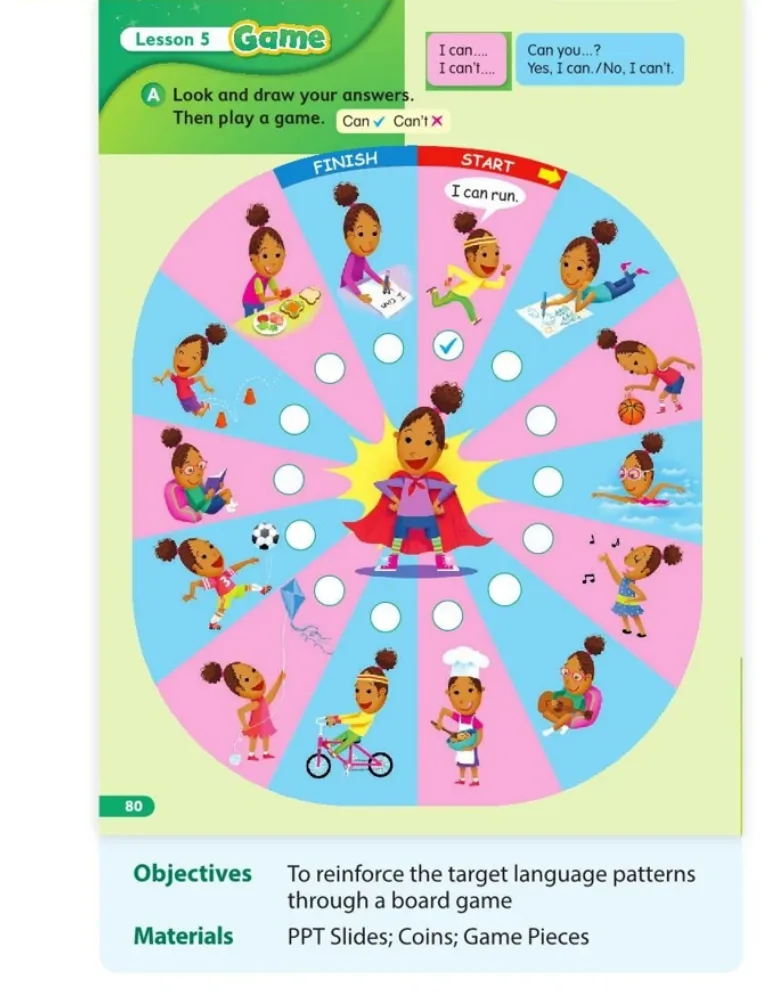 Lesson 5 Game
I can....
I can't....
Can you...?
Yes, I can./No, I can't.
A Look and draw your answers.
Then play a game. Can ✓ Can't ✗
FINISH START
I can run.
I can
3
80
Objectives To reinforce the target language patterns
through a board game
Materials PPT Slides; Coins; Game Pieces